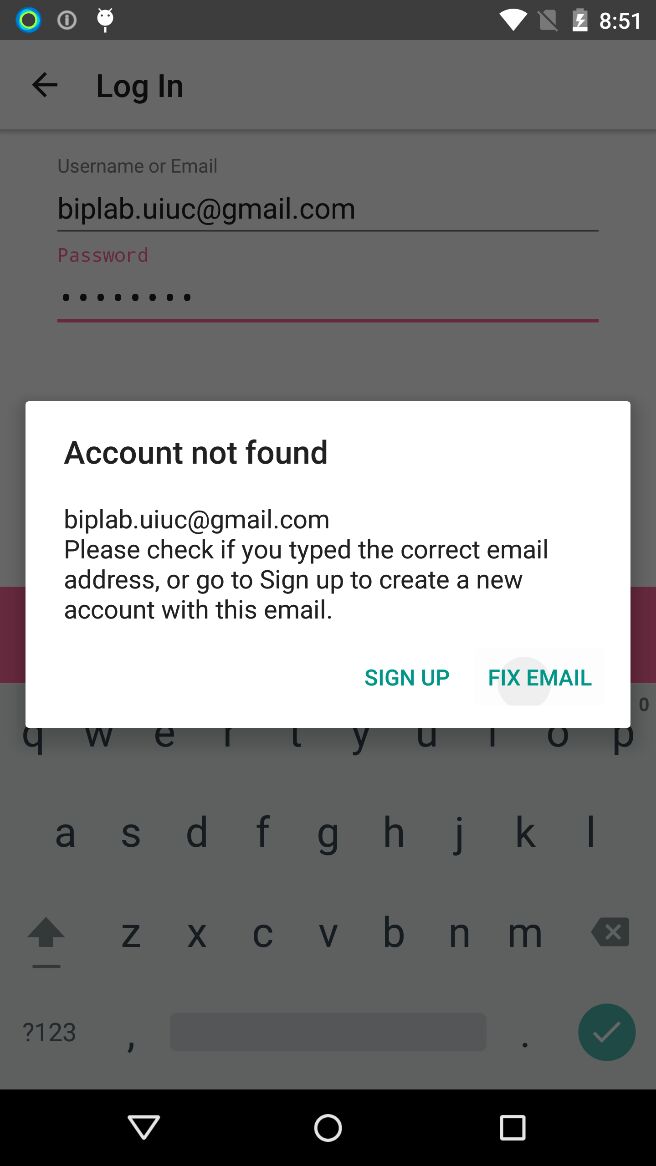 8:51
Log In
Username or Email
biplab.uiuc@gmail.com
Password
••••••••
Account not found
biplab.uiuc@gmail.com
Please check if you typed the correct email
address, or go to Sign up to create a new
account with this email.
SIGN UP FIX EMAIL
0
q w e r t y u i o p
a s d f g h j k l
z x c v b n m
?123 , .